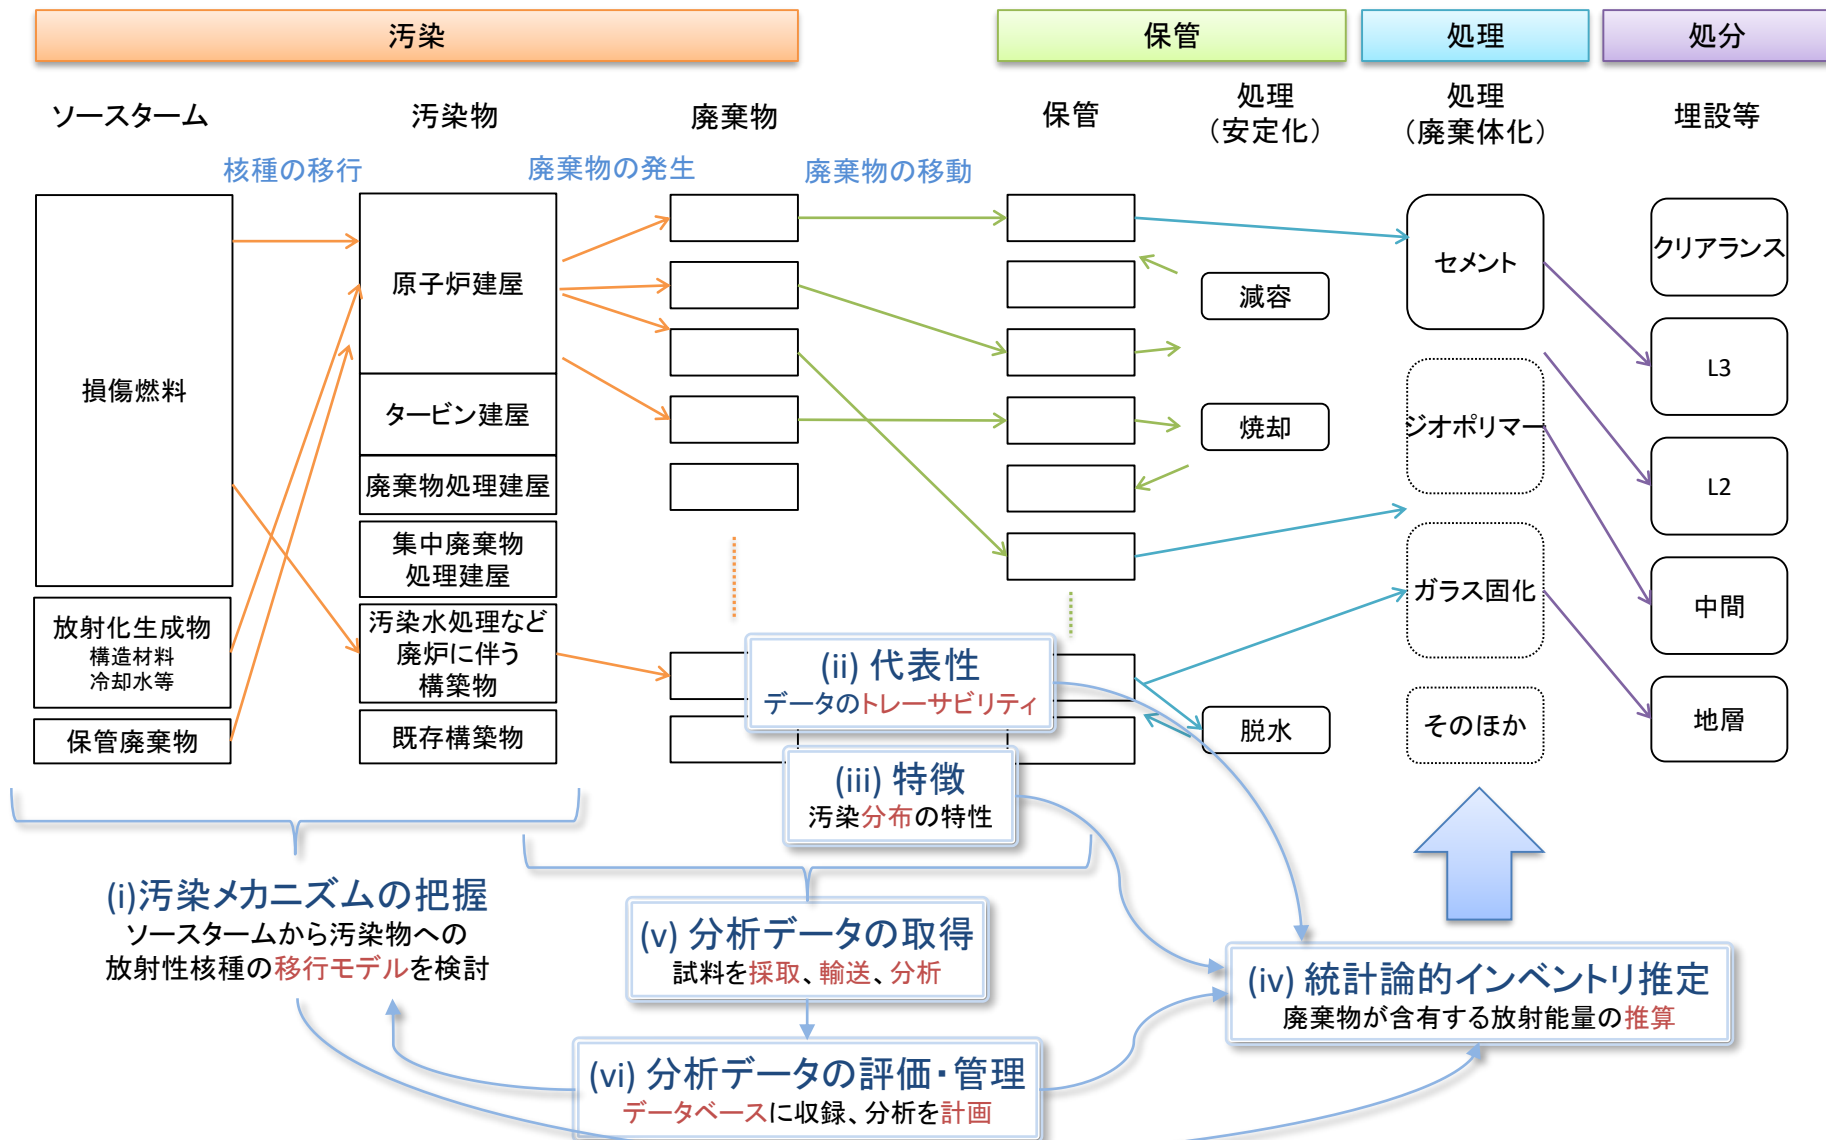 汚染
保管
処理
処分
ソースターム
汚染物
廃棄物
保管
処理
（安定化）
処理
（廃棄体化）
埋設等
核種の移行
廃棄物の発生
廃棄物の移動
損傷燃料
放射化生成物
構造材料
冷却水等
保管廃棄物
原子炉建屋
タービン建屋
廃棄物処理建屋
集中廃棄物
処理建屋
汚染水処理など
廃炉に伴う
構築物
既存構築物
減容
焼却
脱水
セメント
ジオポリマー
ガラス固化
そのほか
クリアランス
L3
L2
中間
地層
(ii) 代表性
データのトレーサビリティ
(iii) 特徴
汚染分布の特性
(i)汚染メカニズムの把握
ソースタームから汚染物への
放射性核種の移行モデルを検討
(v) 分析データの取得
試料を採取、輸送、分析
(iv) 統計論的インベントリ推定
廃棄物が含有する放射能量の推算
(vi) 分析データの評価・管理
データベースに収録、分析を計画